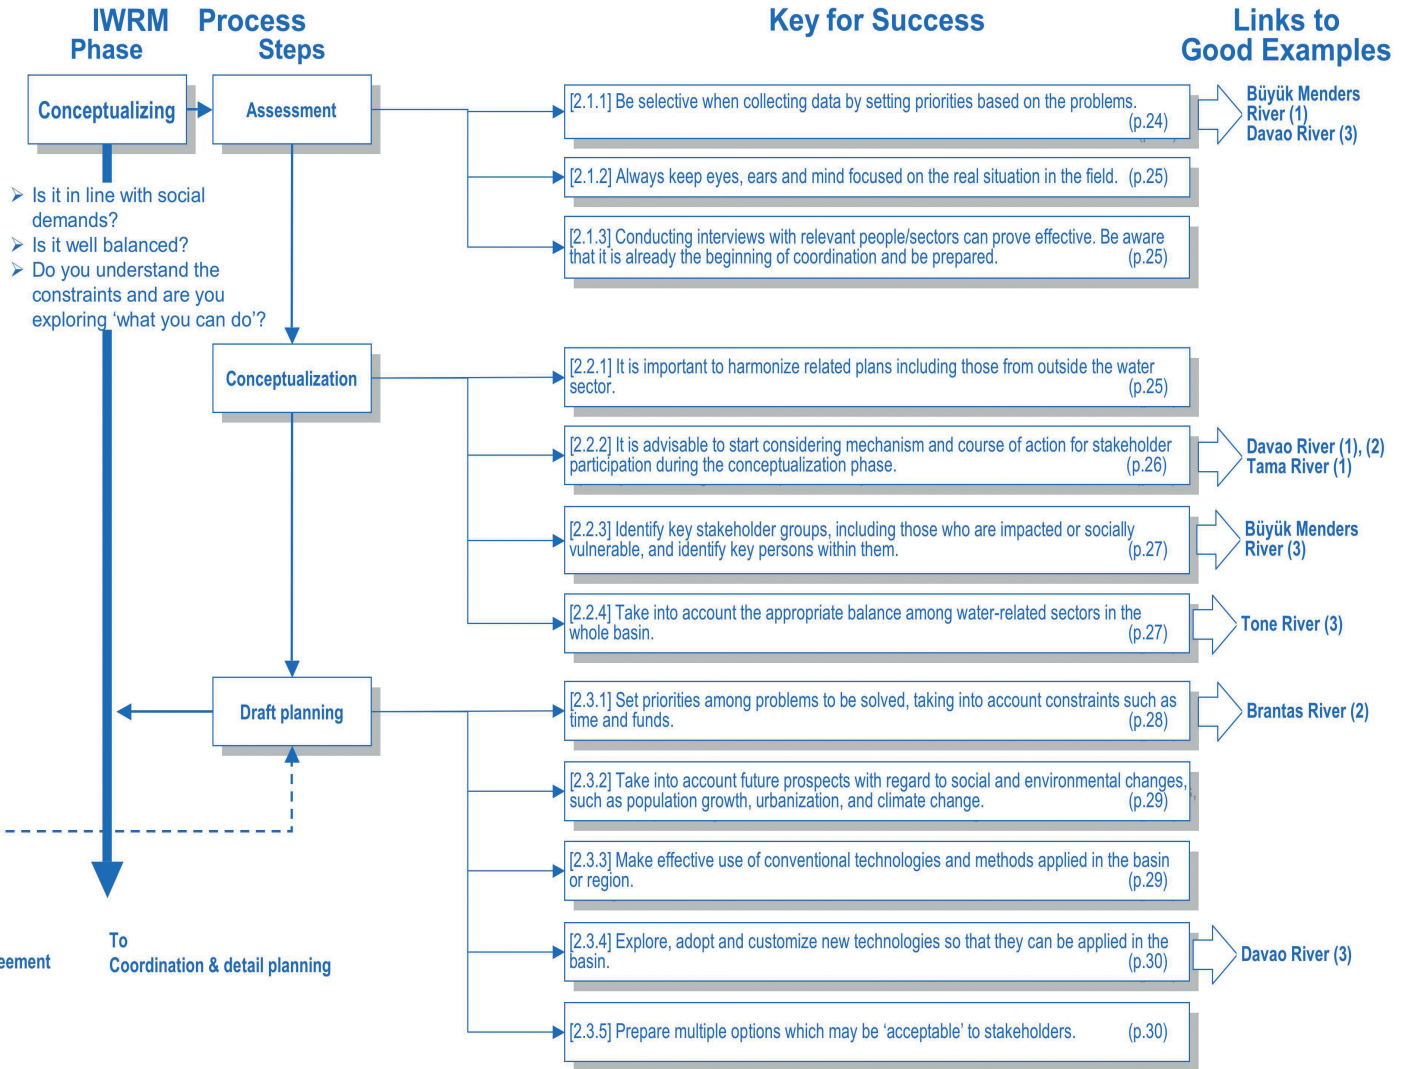 IWRM Process
Phase Steps
Key for Success
Links to
Good Examples
Conceptualizing
Assessment
[2.1.1] Be selective when collecting data by setting priorities based on the problems.
(p.24)
Büyük Menders
River (1)
Davao River (3)
[2.1.2] Always keep eyes, ears and mind focused on the real situation in the field. (p.25)
➢ Is it in line with social
demands?
➢ Is it well balanced?
➢ Do you understand the
constraints and are you
exploring ‘what you can do’?
[2.1.3] Conducting interviews with relevant people/sectors can prove effective. Be aware
that it is already the beginning of coordination and be prepared. (p.25)
Conceptualization
[2.2.1] It is important to harmonize related plans including those from outside the water
sector. (p.25)
[2.2.2] It is advisable to start considering mechanism and course of action for stakeholder
participation during the conceptualization phase. (p.26)
Davao River (1), (2)
Tama River (1)
[2.2.3] Identify key stakeholder groups, including those who are impacted or socially
vulnerable, and identify key persons within them. (p.27)
Büyük Menders
River (3)
[2.2.4] Take into account the appropriate balance among water-related sectors in the
whole basin. (p.27)
Tone River (3)
Draft planning
[2.3.1] Set priorities among problems to be solved, taking into account constraints such as
time and funds. (p.28)
Brantas River (2)
[2.3.2] Take into account future prospects with regard to social and environmental changes,
such as population growth, urbanization, and climate change. (p.29)
[2.3.3] Make effective use of conventional technologies and methods applied in the basin
or region. (p.29)
[2.3.4] Explore, adopt and customize new technologies so that they can be applied in the
basin. (p.30)
Davao River (3)
[2.3.5] Prepare multiple options which may be ‘acceptable’ to stakeholders. (p.30)
eement
To
Coordination & detail planning